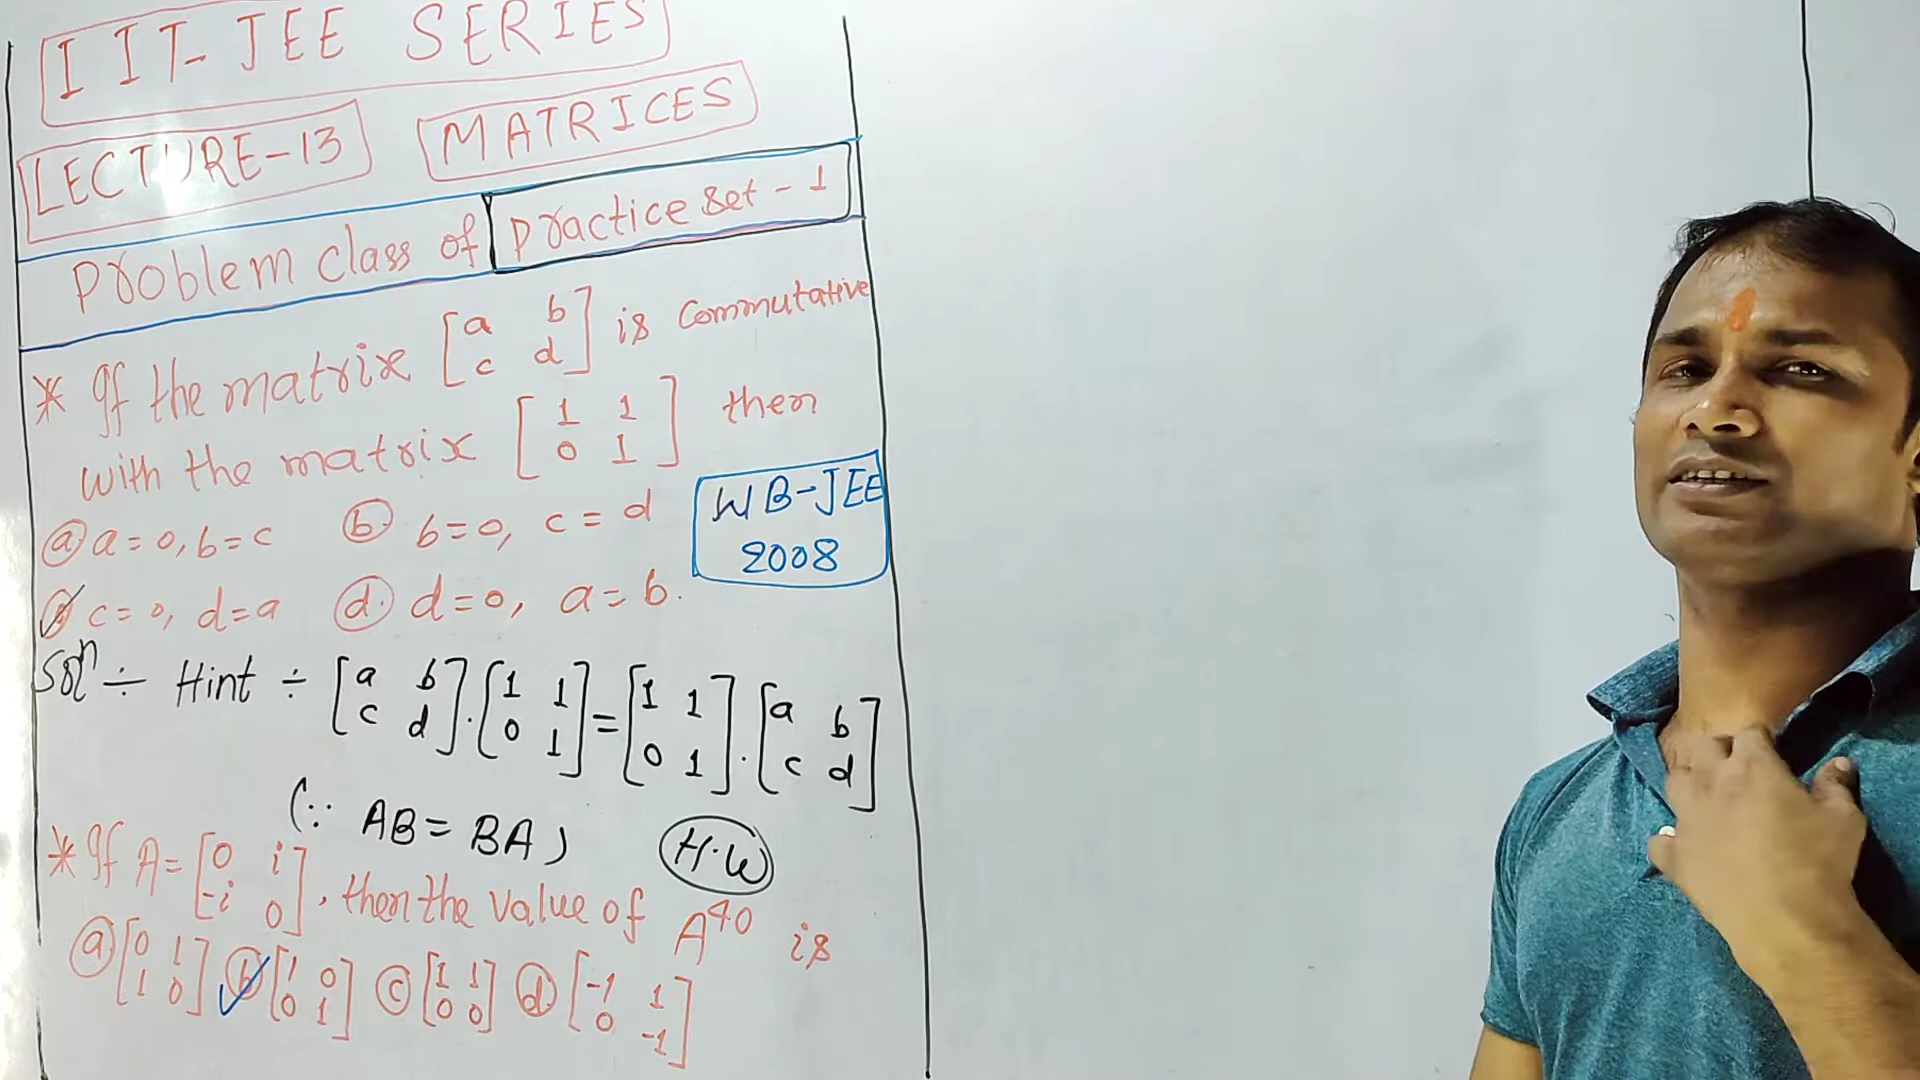 IIT-JEE SERIES
LECTURE-13 MATRICES
Problem class of Practice Set - 1
* If the matrix [a b; c d] is commutative
with the matrix [1 1; 0 1] then
(a) a=0, b=c (b) b=0, c=d
c=0, d=a (d) d=0, a=b.
WB-JEE
2008
Solⁿ ÷ Hint ÷ [a b; c d]·[1 1; 0 1]=[1 1; 0 1]·[a b; c d]
(∵ AB=BA) H.W
* If A=[0 i; -i 0], then the value of A⁴⁰ is
(a) [0 1; 1 0] (b) [1 0; 0 1] (c) [1 1; 0 0] (d) [-1 1; 0 -1]